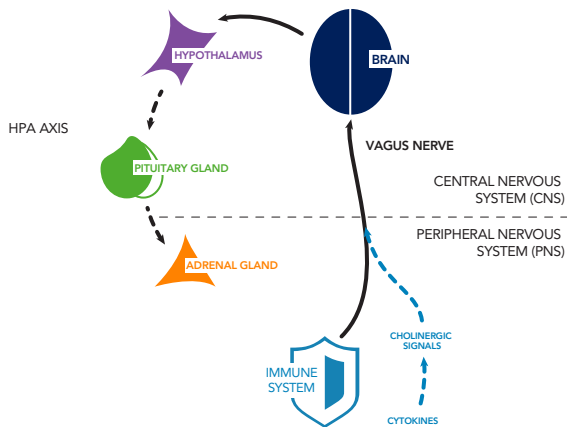 HYPOTHALAMUS
BRAIN
HPA AXIS
VAGUS NERVE
PITUITARY GLAND
CENTRAL NERVOUS
SYSTEM (CNS)
PERIPHERAL NERVOUS
SYSTEM (PNS)
ADRENAL GLAND
CHOLINERGIC
SIGNALS
IMMUNE
SYSTEM
CYTOKINES